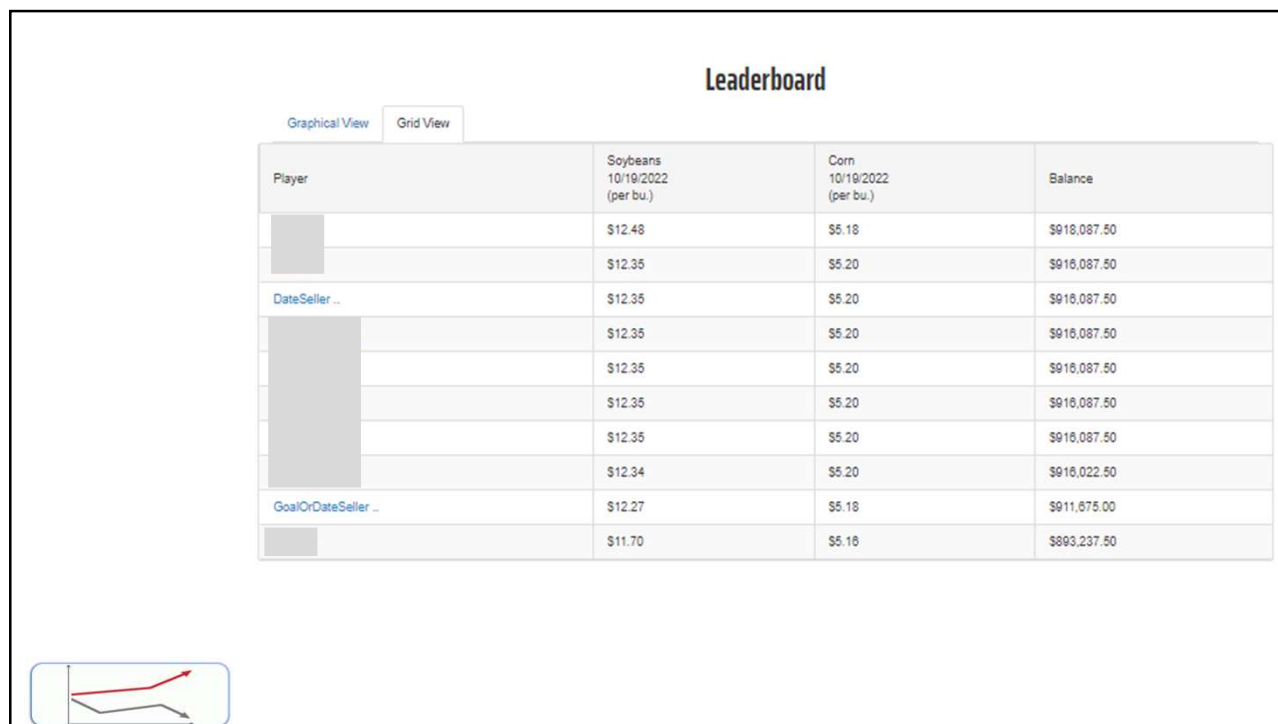 Leaderboard
Graphical View Grid View
Player Soybeans 10/19/2022 (per bu.) Corn 10/19/2022 (per bu.) Balance
$12.48 $5.18 $918,087.50
$12.35 $5.20 $916,087.50
DateSeller .. $12.35 $5.20 $916,087.50
$12.35 $5.20 $916,087.50
$12.35 $5.20 $916,087.50
$12.35 $5.20 $916,087.50
$12.35 $5.20 $916,087.50
$12.34 $5.20 $916,022.50
GoalOrDateSeller .. $12.27 $5.18 $911,675.00
$11.70 $5.16 $893,237.50